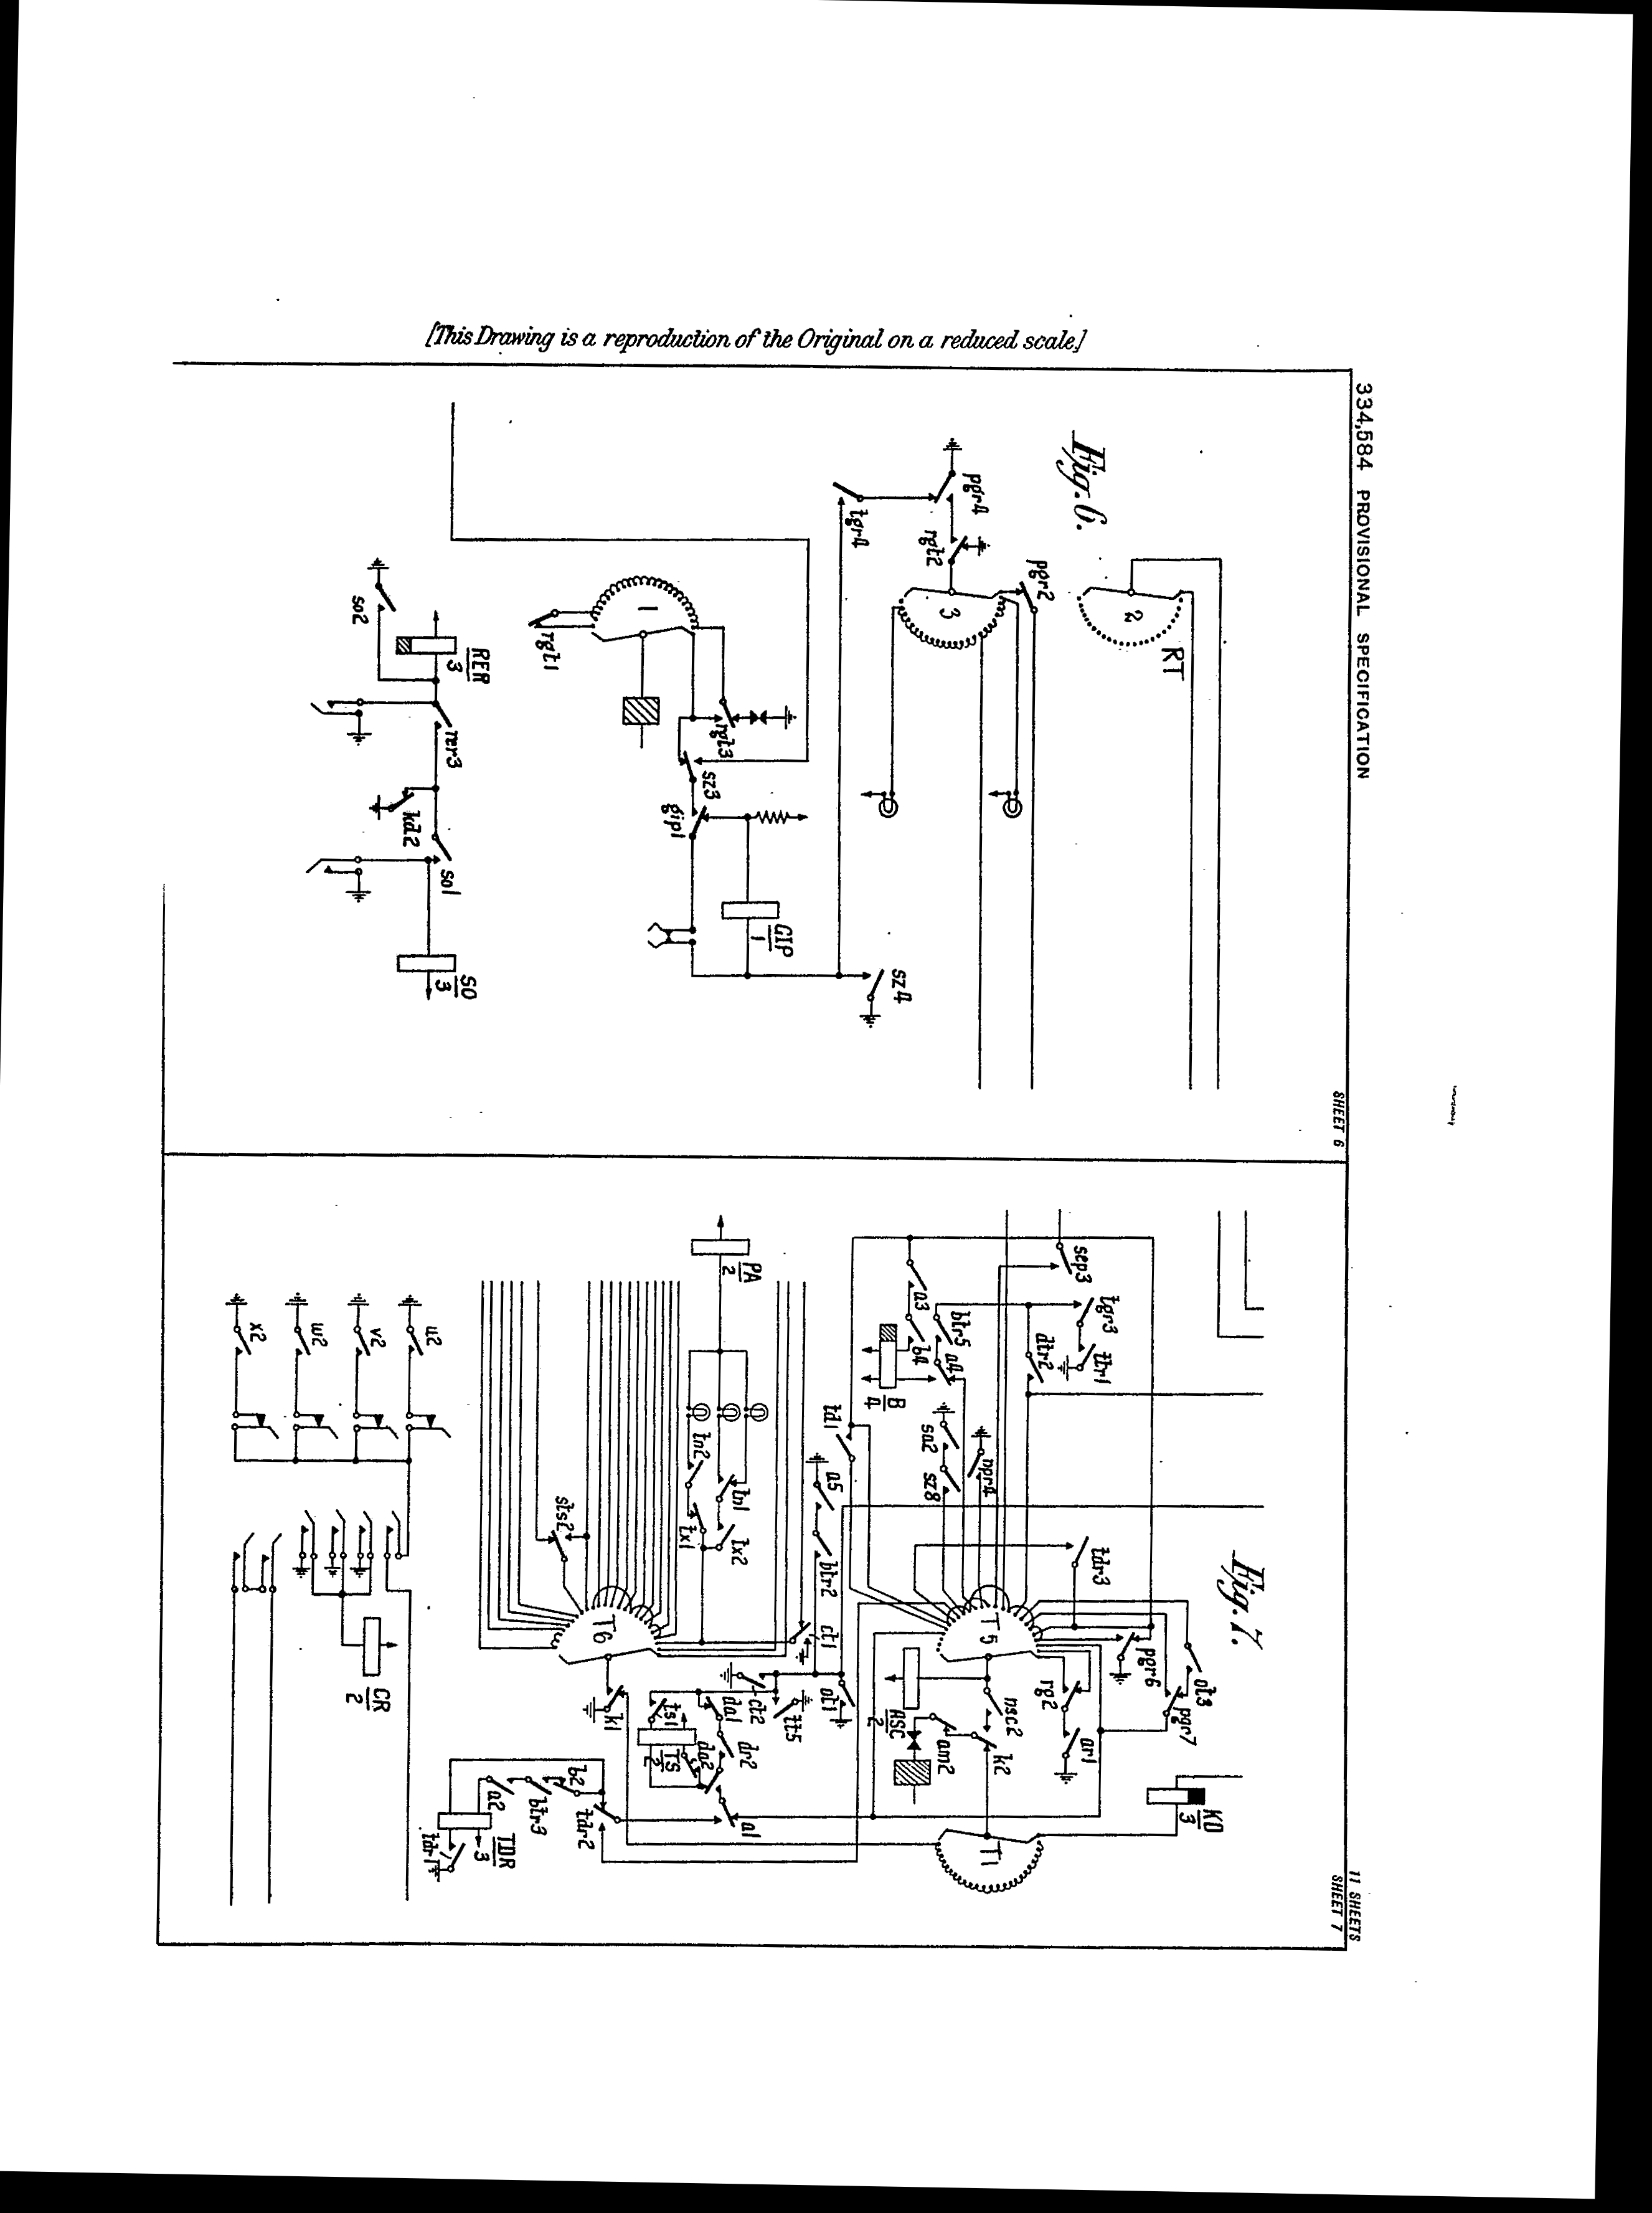 [This Drawing is a reproduction of the Original on a reduced scale]
334,584 PROVISIONAL SPECIFICATION
SHEET 6
Fig. 6.
RT
2
pgr2
3
pgr4
rgt2
tgr4
sz4
1
rgt1
rgt3
sz3
gip1
GIP
1
so2
RER
3
rer3
kd2
so1
SO
3
11 SHEETS
SHEET 7
Fig. 7.
sep3
tgr3
tlr1
dtr2
a3
btr5
b4
a4
B
4
td1
sa2
sz8
npr4
tdr3
T5
pgr6
ot3
pgr7
rg2
ar1
nsc2
k2
am2
ASC
2
KD
3
T1
PA
2
tn2
tn1
tx1
tx2
a5
btr2
ct1
ot1
sts2
T6
k1
ct2
tt5
da1
dr2
ts1
TS
2
da2
a1
b2
btr3
a2
tdr2
TDR
3
tdr1
x2
w2
v2
u2
CR
2